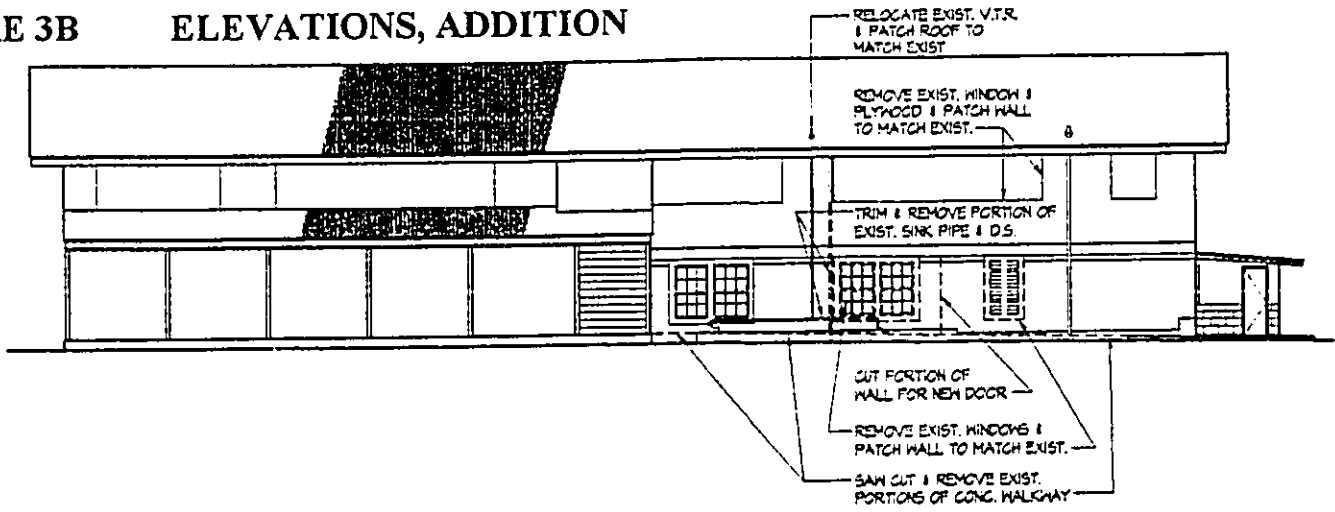 E 3B ELEVATIONS, ADDITION
RELOCATE EXIST. V.T.R.
& PATCH ROOF TO
MATCH EXIST
REMOVE EXIST. WINDOW &
PLYWOOD & PATCH WALL
TO MATCH EXIST.
TRIM & REMOVE PORTION OF
EXIST. SINK PIPE & D.S.
CUT PORTION OF
WALL FOR NEW DOOR
REMOVE EXIST. WINDOWS &
PATCH WALL TO MATCH EXIST.
SAW CUT & REMOVE EXIST.
PORTIONS OF CONC. WALKWAY